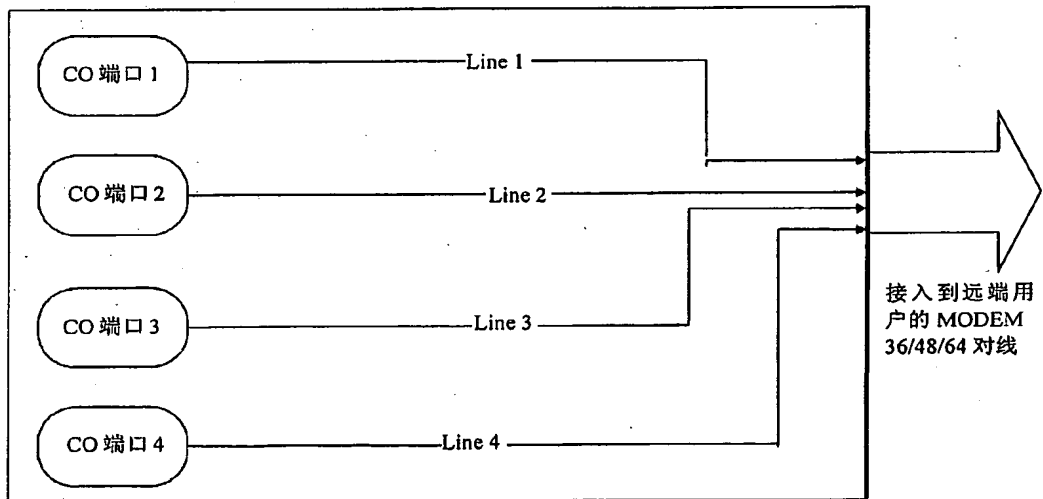 CO 端口 1
Line 1
CO 端口 2
Line 2
CO 端口 3
Line 3
CO 端口 4
Line 4
接入到远端用
户的 MODEM
36/48/64 对线